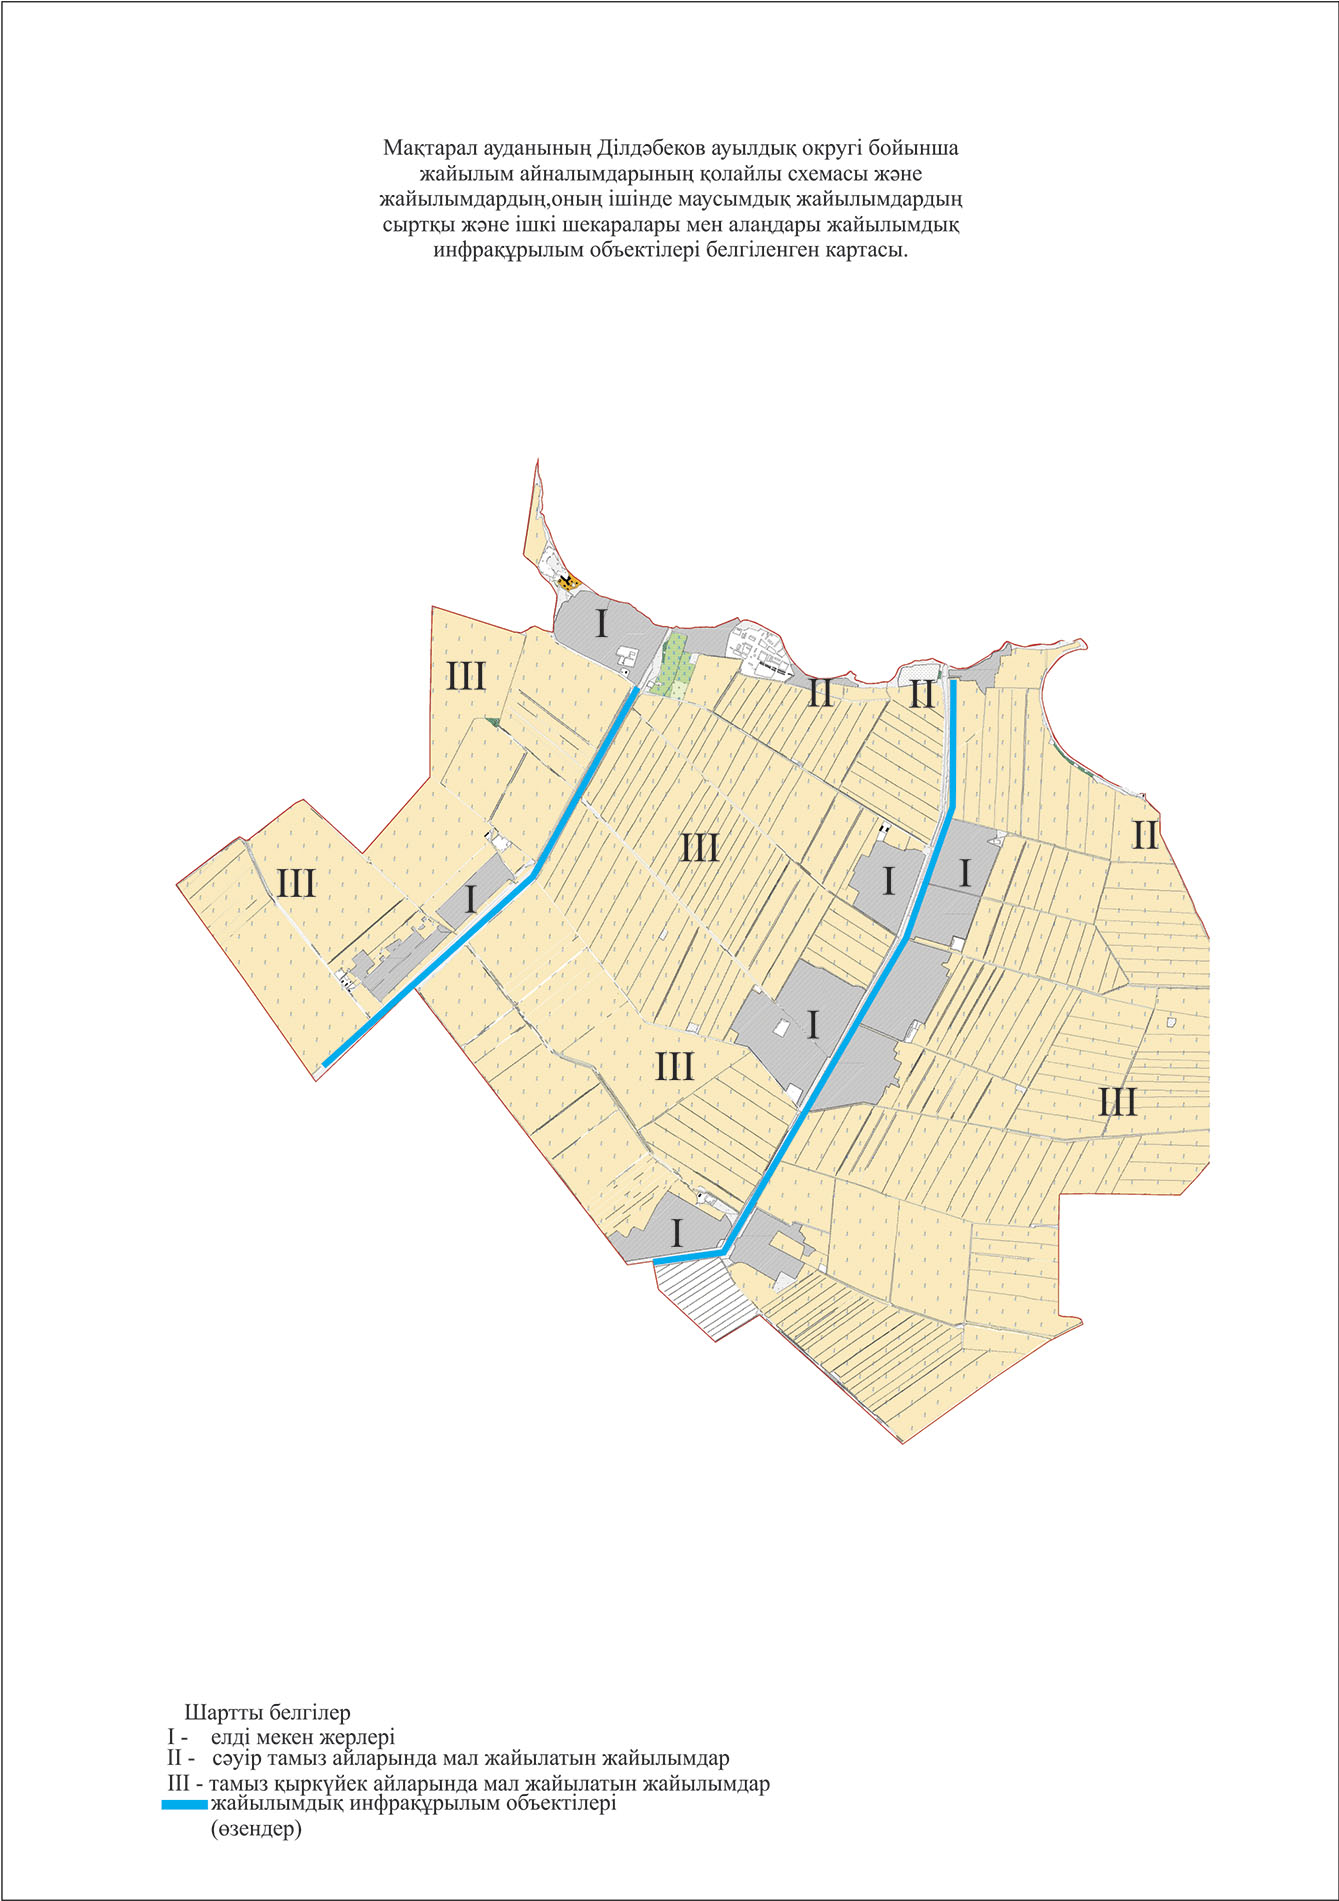 Мақтарал ауданының Ділдәбеков ауылдық округі бойынша
жайылым айналымдарының қолайлы схемасы және
жайылымдардың,оның ішінде маусымдық жайылымдардың
сыртқы және ішкі шекаралары мен алаңдары жайылымдық
инфрақұрылым объектілері белгіленген картасы.
I
III
II
II
III
II
III
I
I
I
I
III
III
I
Шартты белгілер
I - елді мекен жерлері
II - сәуір тамыз айларында мал жайылатын жайылымдар
III - тамыз қыркүйек айларында мал жайылатын жайылымдар
жайылымдық инфрақұрылым объектілері
(өзендер)